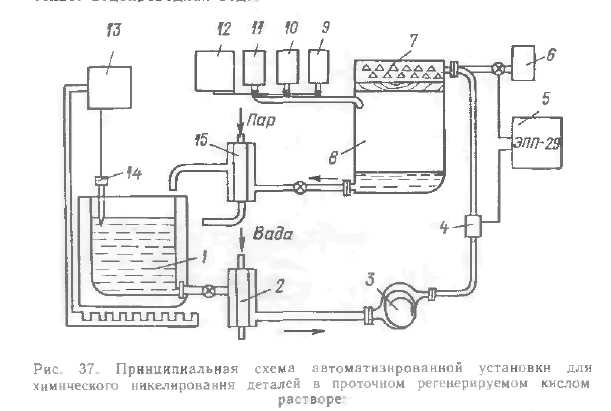 13
12
11
10
9
7
6
5
ЭПП-29
Пар
15
8
14
4
1
Вада
2
3
Рис. 37. Принципиальная схема автоматизированной установки для
химического никелирования деталей в проточном регенерируемом кислом
растворе: